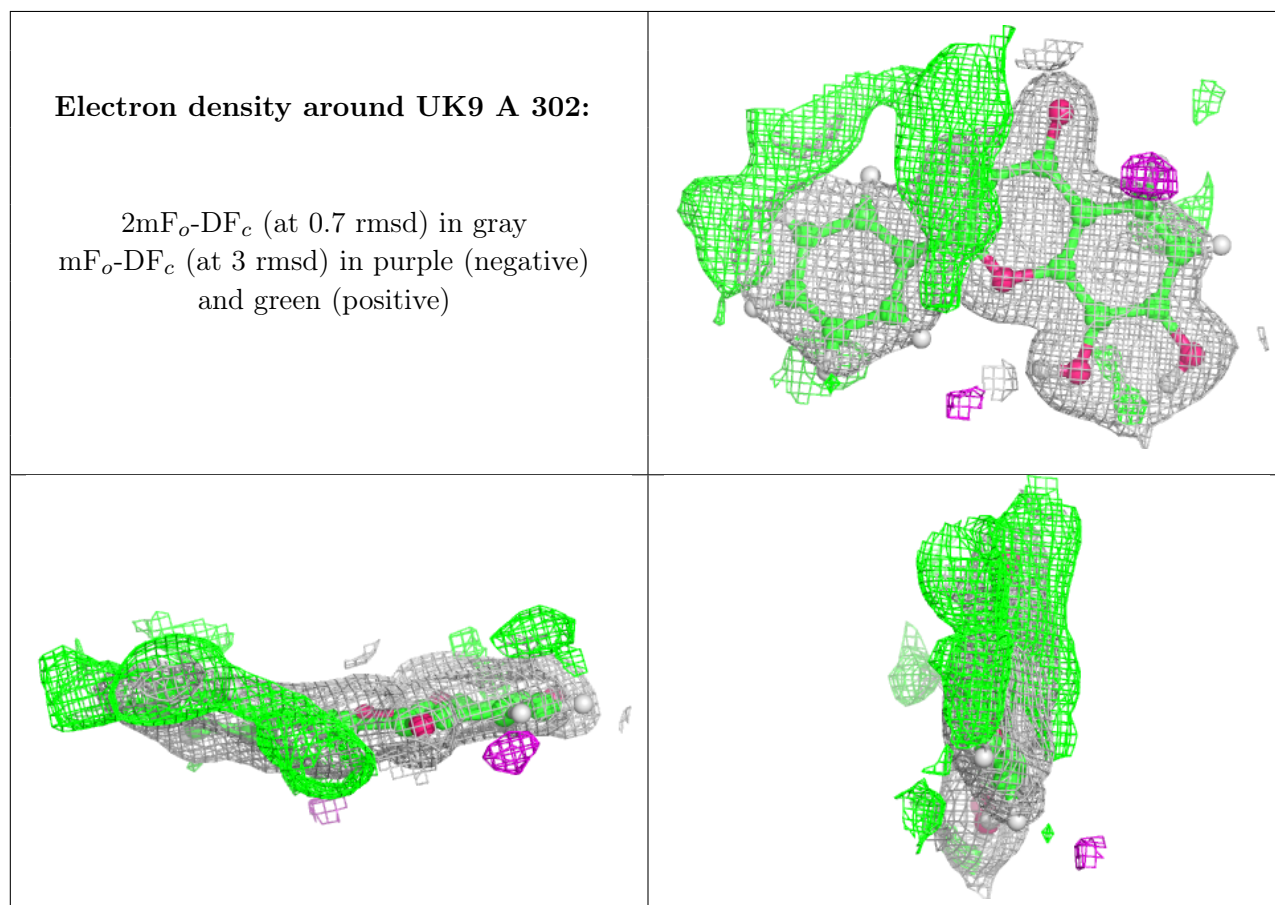 Electron density around UK9 A 302:
2mFo-DFc (at 0.7 rmsd) in gray
mFo-DFc (at 3 rmsd) in purple (negative)
and green (positive)